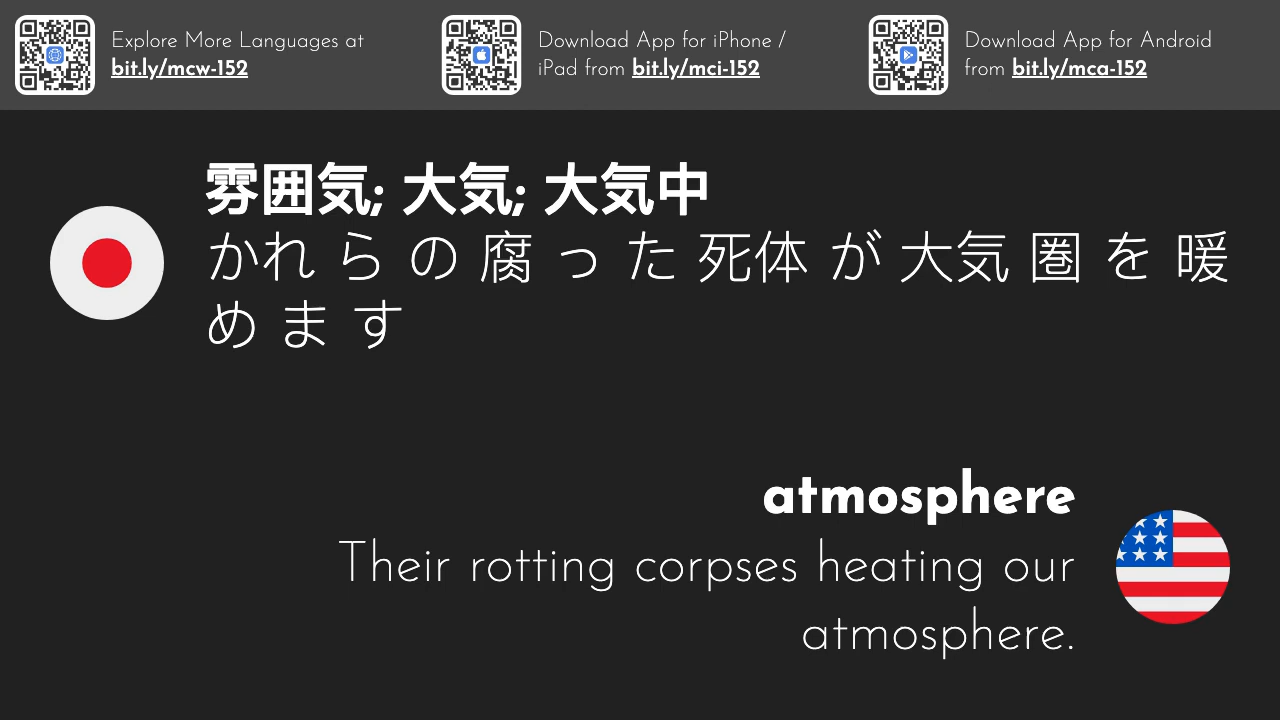 Explore More Languages at
bit.ly/mcw-152
Download App for iPhone /
iPad from bit.ly/mci-152
Download App for Android
from bit.ly/mca-152
雰囲気; 大気; 大気中
かれ ら の 腐 っ た 死体 が 大気 圏 を 暖
め ま す
atmosphere
Their rotting corpses heating our
atmosphere.